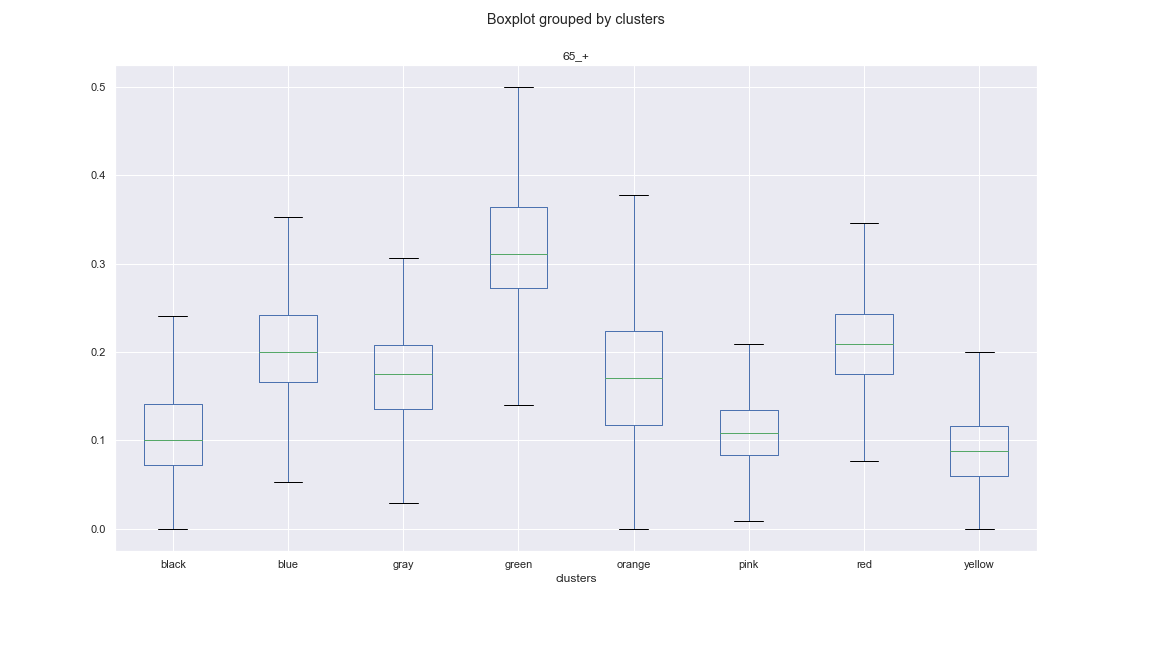 Boxplot grouped by clusters
65_+
0.5
0.4
0.3
0.2
0.1
0.0
black blue gray green orange pink red yellow
clusters